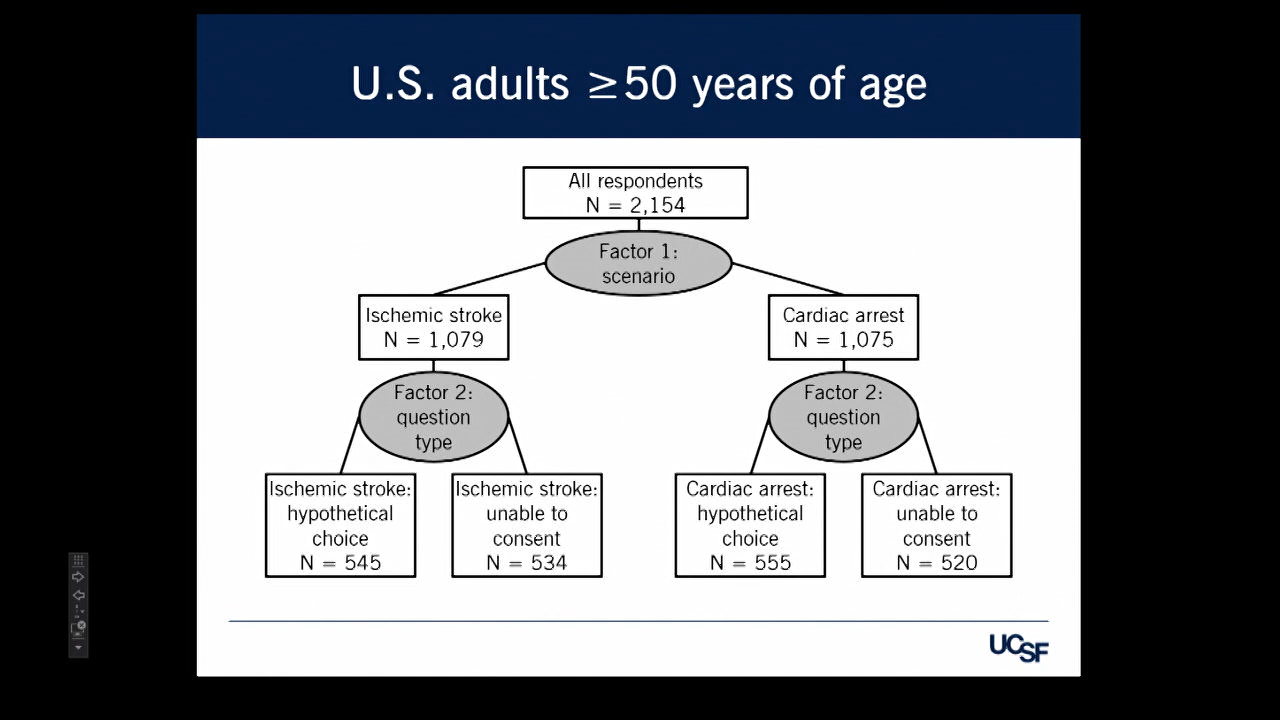 U.S. adults ≥50 years of age
All respondents
N = 2,154
Factor 1:
scenario
Ischemic stroke
N = 1,079
Cardiac arrest
N = 1,075
Factor 2:
question
type
Factor 2:
question
type
Ischemic stroke:
hypothetical
choice
N = 545
Ischemic stroke:
unable to
consent
N = 534
Cardiac arrest:
hypothetical
choice
N = 555
Cardiac arrest:
unable to
consent
N = 520
UCSF